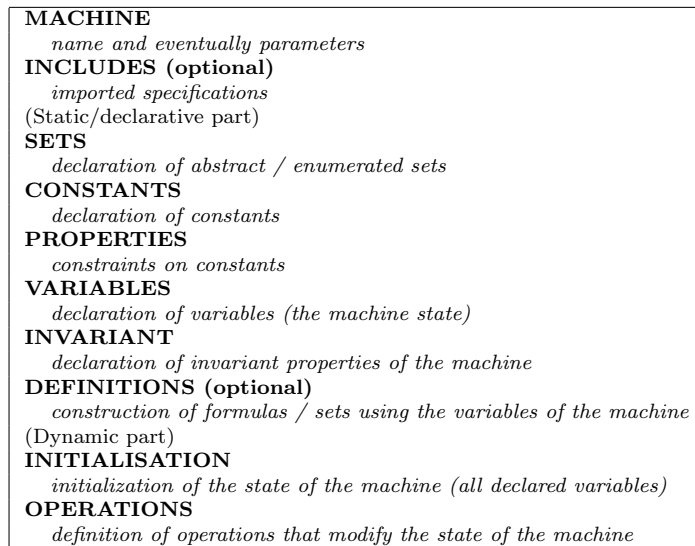 MACHINE
name and eventually parameters
INCLUDES (optional)
imported specifications
(Static/declarative part)
SETS
declaration of abstract / enumerated sets
CONSTANTS
declaration of constants
PROPERTIES
constraints on constants
VARIABLES
declaration of variables (the machine state)
INVARIANT
declaration of invariant properties of the machine
DEFINITIONS (optional)
construction of formulas / sets using the variables of the machine
(Dynamic part)
INITIALISATION
initialization of the state of the machine (all declared variables)
OPERATIONS
definition of operations that modify the state of the machine